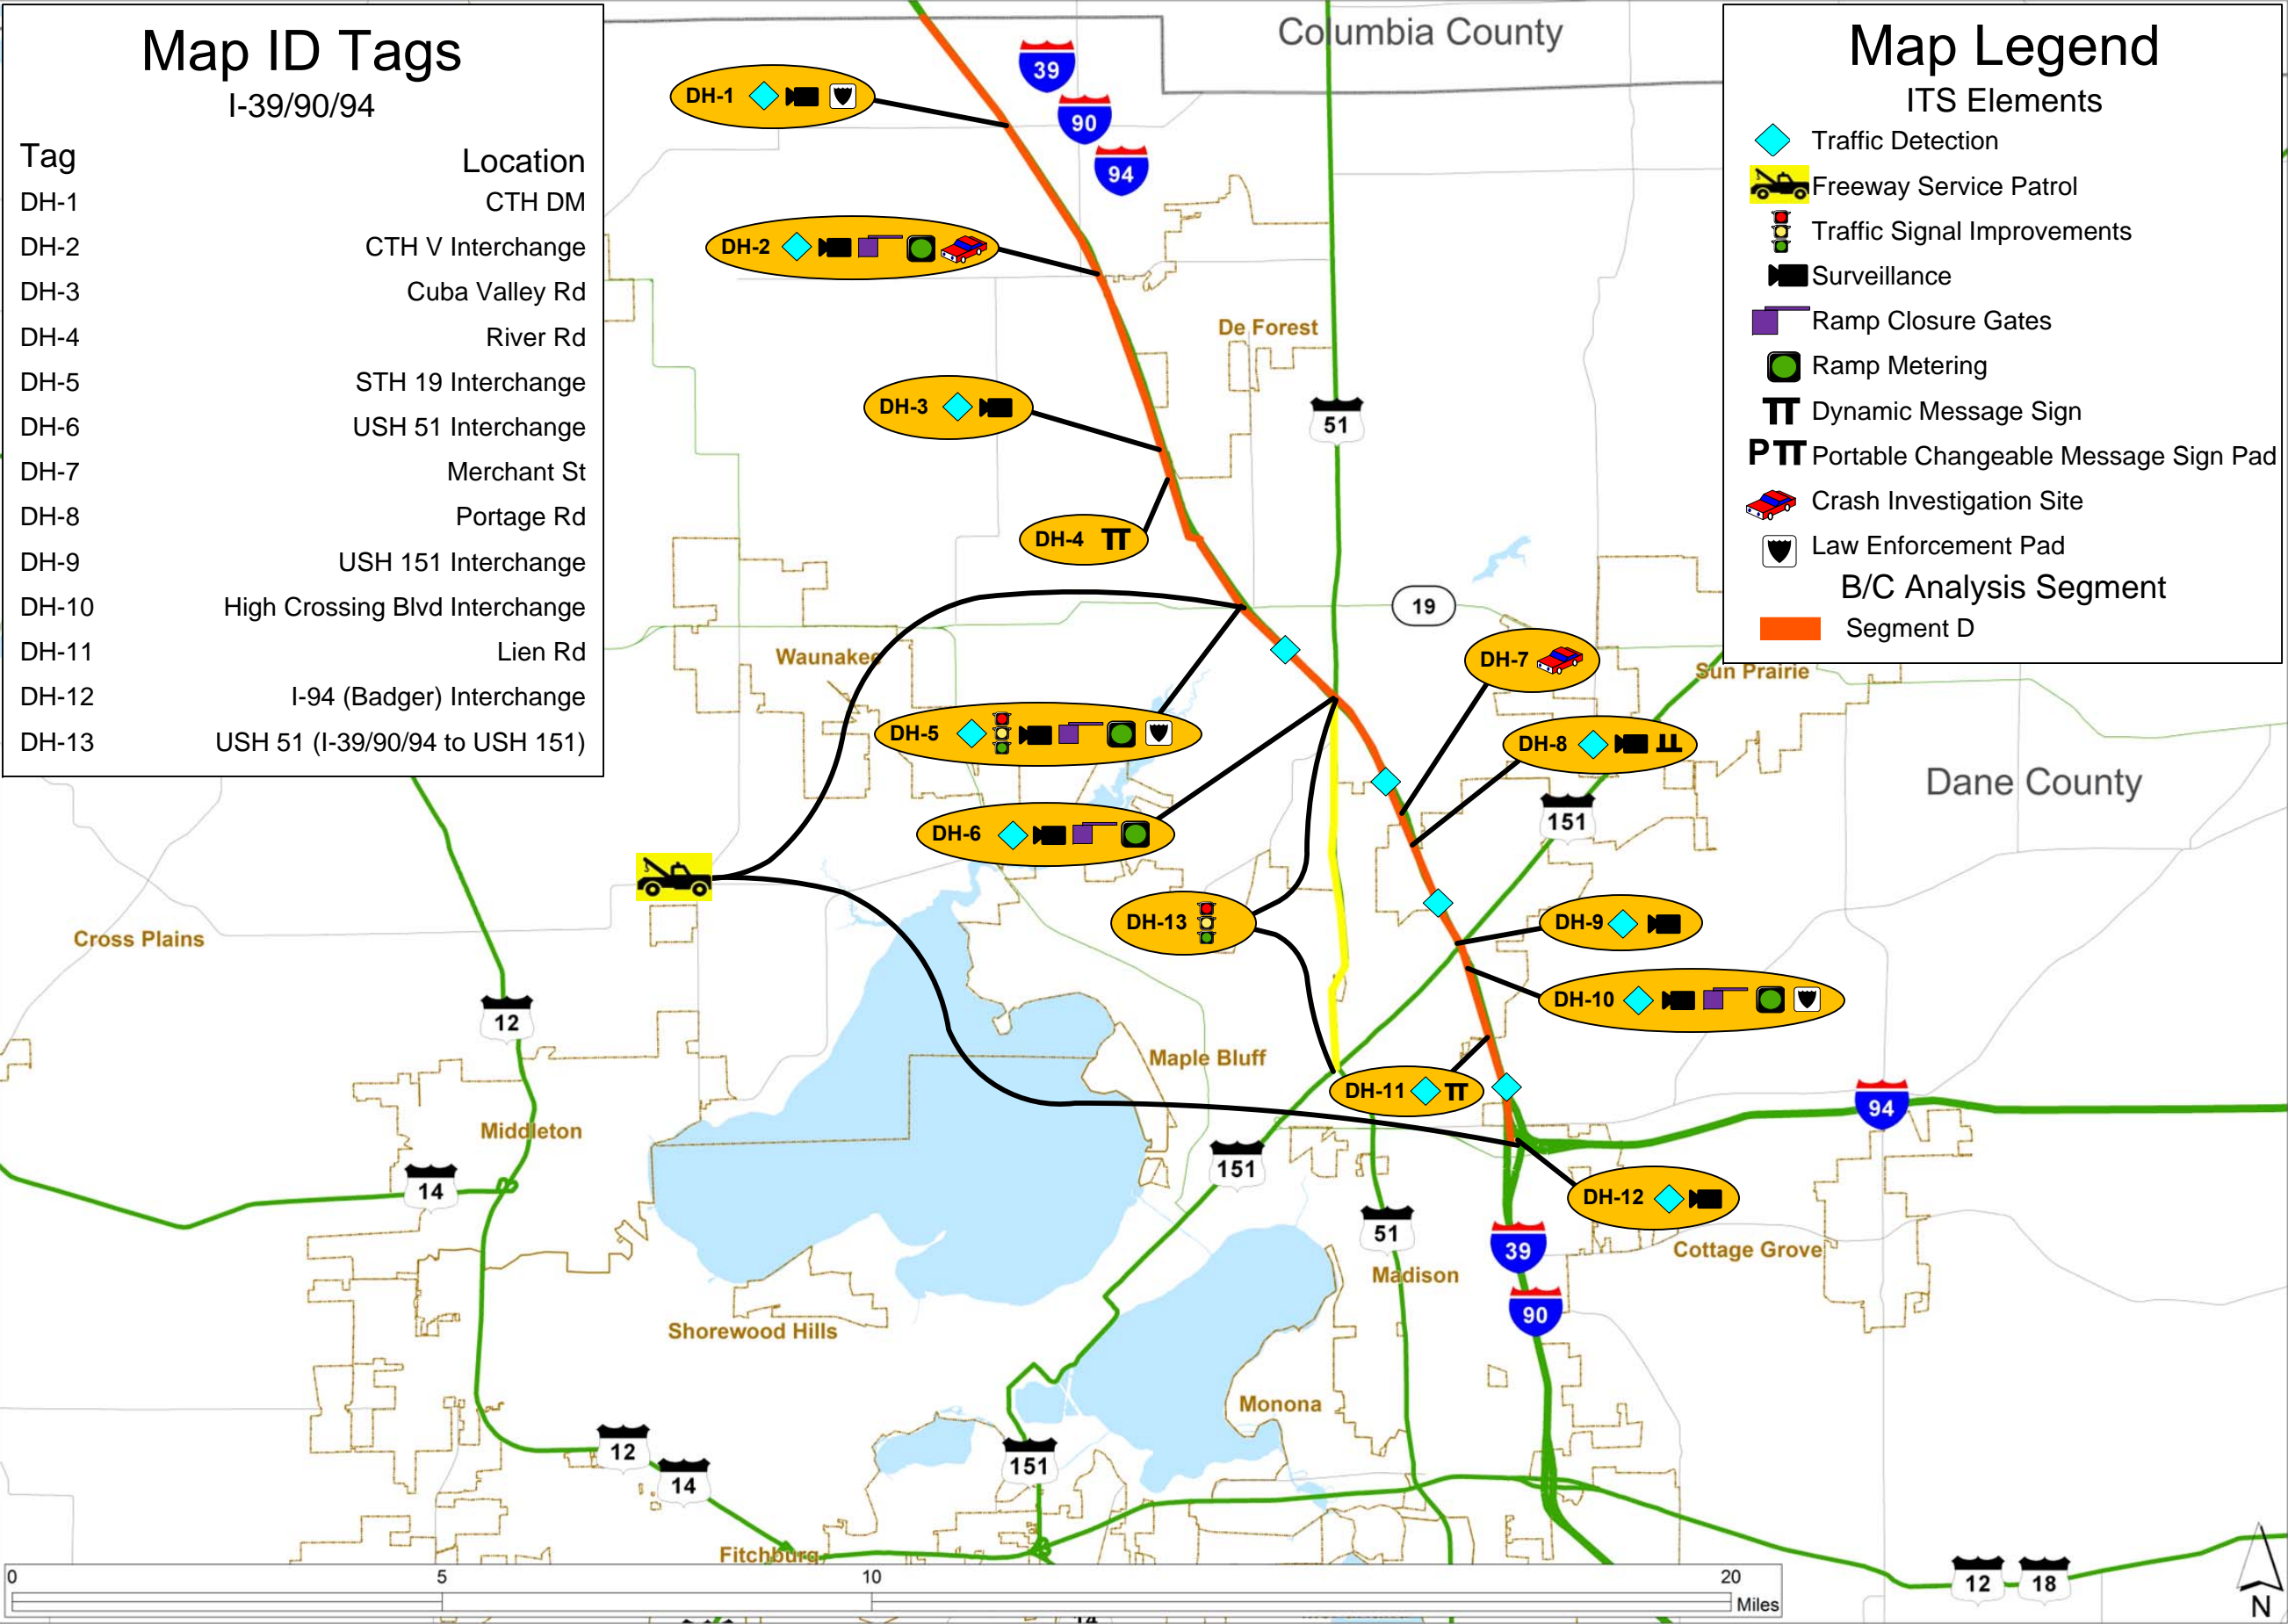 Map ID Tags
I-39/90/94
Tag Location
DH-1 CTH DM
DH-2 CTH V Interchange
DH-3 Cuba Valley Rd
DH-4 River Rd
DH-5 STH 19 Interchange
DH-6 USH 51 Interchange
DH-7 Merchant St
DH-8 Portage Rd
DH-9 USH 151 Interchange
DH-10 High Crossing Blvd Interchange
DH-11 Lien Rd
DH-12 I-94 (Badger) Interchange
DH-13 USH 51 (I-39/90/94 to USH 151)
Map Legend
ITS Elements
Traffic Detection
Freeway Service Patrol
Traffic Signal Improvements
Surveillance
Ramp Closure Gates
Ramp Metering
Dynamic Message Sign
P Portable Changeable Message Sign Pad
Crash Investigation Site
Law Enforcement Pad
B/C Analysis Segment
Segment D
Columbia County
39
90
94
DH-1
DH-2
De Forest
DH-3
51
DH-4
19
Waunakee
DH-7
Sun Prairie
DH-5
DH-8
Dane County
151
DH-6
Cross Plains
DH-13
DH-9
DH-10
12
Maple Bluff
DH-11
94
Middleton
151
14
DH-12
51
39
Cottage Grove
Madison
90
Shorewood Hills
Monona
12
151
14
Fitchburg
12
18
0 5 10 20
Miles
14
N